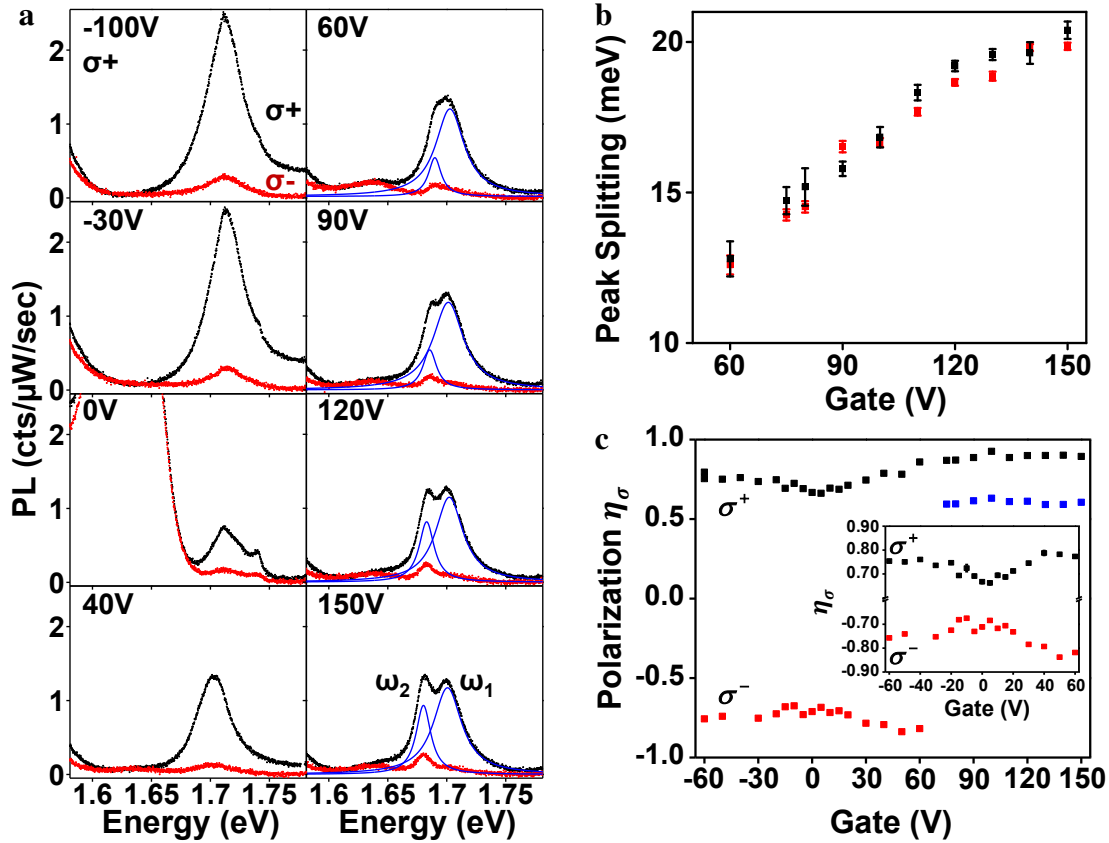 a
-100V
σ+
σ+
σ-
60V
-30V
90V
0V
120V
40V
150V
ω2 ω1
2
1
0
2
1
0
2
1
0
2
1
0
PL (cts/μW/sec)
1.6 1.65 1.7 1.75
1.6 1.65 1.7 1.75
Energy (eV) Energy (eV)
b
20
15
10
Peak Splitting (meV)
60 90 120 150
Gate (V)
c
1.0
0.5
0.0
-0.5
-1.0
Polarization ησ
σ+
σ−
-60 -30 0 30 60 90 120 150
Gate (V)
0.90
0.80
0.70
-0.70
-0.80
-0.90
ησ
σ+
σ−
-60 -40 -20 0 20 40 60
Gate (V)